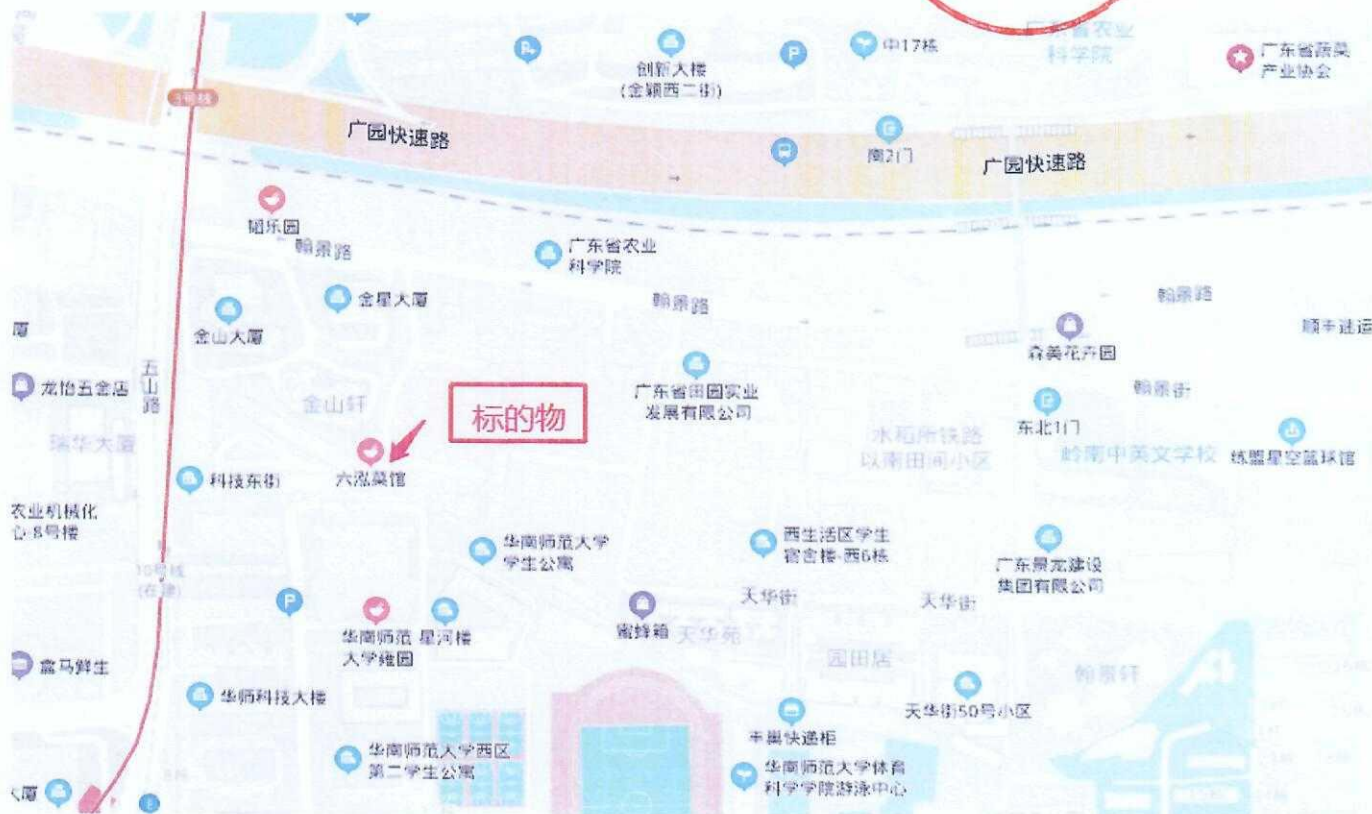 创新大楼
(金颖西二街)
中17栋
广东省农业
科学院
广东省蔬菜
产业协会
3号线
广园快速路
南2门
广园快速路
翰景路
广东省农业
科学院
金星大厦
翰景路
翰景路
金山大厦
森美花卉园
顺丰速运
厦
龙怡五金店
五山路
金山轩
标的物
广东省田园实业
发展有限公司
翰景街
东北1门
瑞华大厦
水稻所铁路
以南田间小区
岭南中英文学校
练盟星空篮球馆
科技东街
六泓菜馆
农业机械化
心-8号楼
华南师范大学
学生公寓
西生活区学生
宿舍楼-西6栋
广东景龙建设
集团有限公司
(在建)
天华街
天华街
华南师范
大学雍园
星河楼
蜜蜂箱
天华苑
园田居
盒马鲜生
翰景轩
华师科技大楼
天华街50号小区
丰巢快递柜
华南师范大学西区
第二学生公寓
华南师范大学体育
科学学院游泳中心
大厦